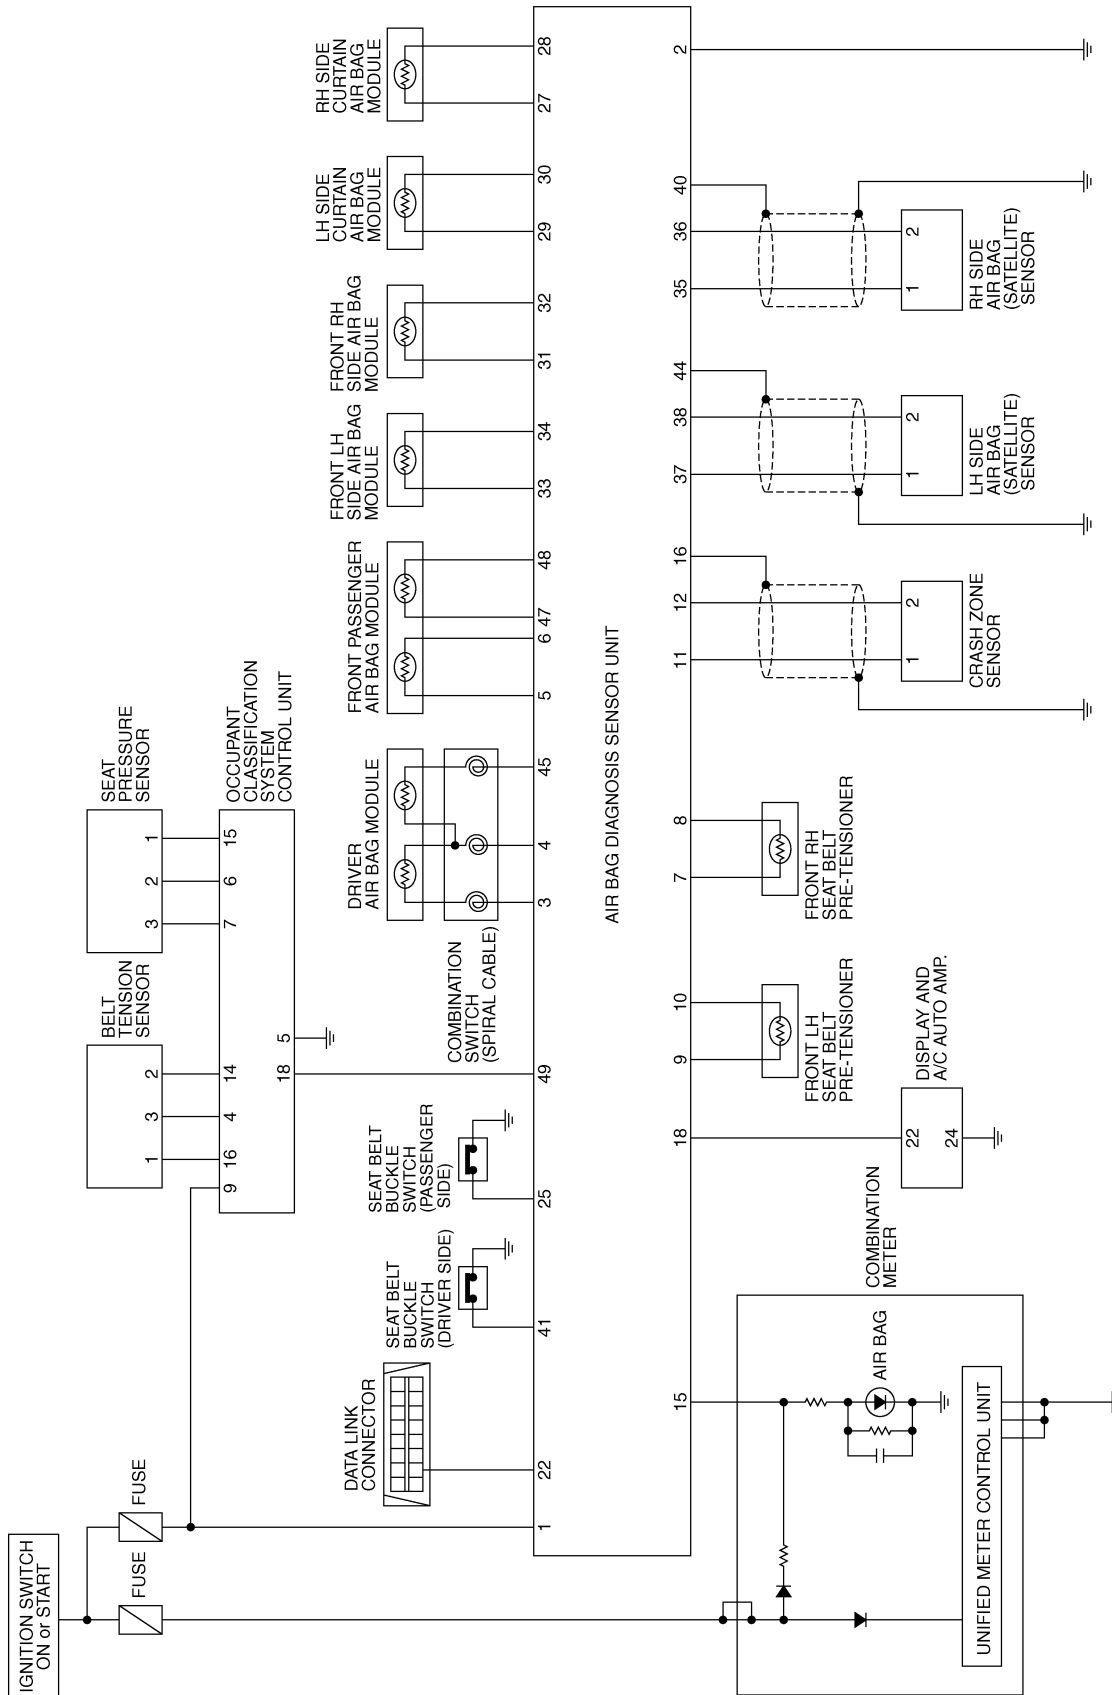 IGNITION SWITCH
ON or START
FUSE
FUSE
BELT
TENSION
SENSOR
1
3
2
SEAT
PRESSURE
SENSOR
3
2
1
9
16
4
14
7
6
15
18
5
OCCUPANT
CLASSIFICATION
SYSTEM
CONTROL UNIT
DATA LINK
CONNECTOR
SEAT BELT
BUCKLE
SWITCH
(DRIVER SIDE)
SEAT BELT
BUCKLE
SWITCH
(PASSENGER
SIDE)
COMBINATION
SWITCH
(SPIRAL CABLE)
DRIVER
AIR BAG MODULE
FRONT PASSENGER
AIR BAG MODULE
FRONT LH
SIDE AIR BAG
MODULE
FRONT RH
SIDE AIR BAG
MODULE
LH SIDE
CURTAIN
AIR BAG
MODULE
RH SIDE
CURTAIN
AIR BAG
MODULE
1
22
41
25
49
3
4
45
5
6
47
48
33
34
31
32
29
30
27
28
AIR BAG DIAGNOSIS SENSOR UNIT
15
18
9
10
7
8
11
12
16
37
38
44
35
36
40
2
COMBINATION
METER
AIR BAG
UNIFIED METER CONTROL UNIT
22
24
DISPLAY AND
A/C AUTO AMP.
FRONT LH
SEAT BELT
PRE-TENSIONER
FRONT RH
SEAT BELT
PRE-TENSIONER
1
2
CRASH ZONE
SENSOR
1
2
LH SIDE
AIR BAG
(SATELLITE)
SENSOR
1
2
RH SIDE
AIR BAG
(SATELLITE)
SENSOR